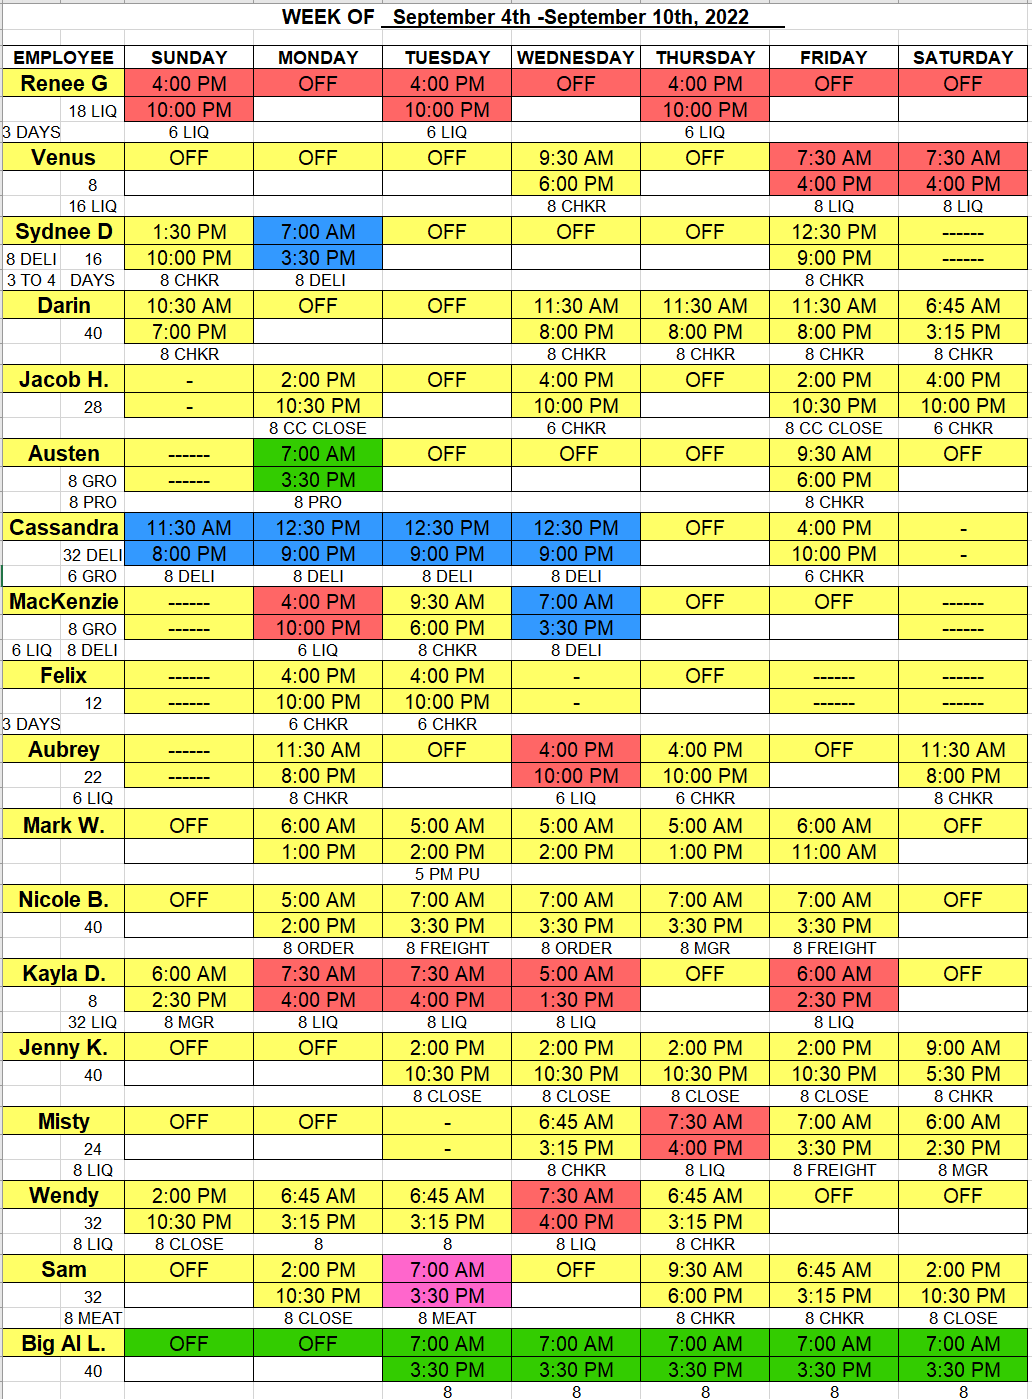 WEEK OF September 4th -September 10th, 2022
EMPLOYEE SUNDAY MONDAY TUESDAY WEDNESDAY THURSDAY FRIDAY SATURDAY
Renee G 4:00 PM OFF 4:00 PM OFF 4:00 PM OFF OFF
18 LIQ 10:00 PM 10:00 PM 10:00 PM
3 DAYS 6 LIQ 6 LIQ 6 LIQ
Venus OFF OFF OFF 9:30 AM OFF 7:30 AM 7:30 AM
8 6:00 PM 4:00 PM 4:00 PM
16 LIQ 8 CHKR 8 LIQ 8 LIQ
Sydnee D 1:30 PM 7:00 AM OFF OFF OFF 12:30 PM ------
8 DELI 16 10:00 PM 3:30 PM 9:00 PM ------
3 TO 4 DAYS 8 CHKR 8 DELI 8 CHKR
Darin 10:30 AM OFF OFF 11:30 AM 11:30 AM 11:30 AM 6:45 AM
40 7:00 PM 8:00 PM 8:00 PM 8:00 PM 3:15 PM
8 CHKR 8 CHKR 8 CHKR 8 CHKR 8 CHKR
Jacob H. - 2:00 PM OFF 4:00 PM OFF 2:00 PM 4:00 PM
28 - 10:30 PM 10:00 PM 10:30 PM 10:00 PM
8 CC CLOSE 6 CHKR 8 CC CLOSE 6 CHKR
Austen ------ 7:00 AM OFF OFF OFF 9:30 AM OFF
8 GRO ------ 3:30 PM 6:00 PM
8 PRO 8 PRO 8 CHKR
Cassandra 11:30 AM 12:30 PM 12:30 PM 12:30 PM OFF 4:00 PM -
32 DELI 8:00 PM 9:00 PM 9:00 PM 9:00 PM 10:00 PM -
6 GRO 8 DELI 8 DELI 8 DELI 8 DELI 6 CHKR
MacKenzie ------ 4:00 PM 9:30 AM 7:00 AM OFF OFF ------
8 GRO ------ 10:00 PM 6:00 PM 3:30 PM ------
6 LIQ 8 DELI 6 LIQ 8 CHKR 8 DELI
Felix ------ 4:00 PM 4:00 PM - OFF ------ ------
12 ------ 10:00 PM 10:00 PM - ------ ------
3 DAYS 6 CHKR 6 CHKR
Aubrey ------ 11:30 AM OFF 4:00 PM 4:00 PM OFF 11:30 AM
22 ------ 8:00 PM 10:00 PM 10:00 PM 8:00 PM
6 LIQ 8 CHKR 6 LIQ 6 CHKR 8 CHKR
Mark W. OFF 6:00 AM 5:00 AM 5:00 AM 5:00 AM 6:00 AM OFF
1:00 PM 2:00 PM 2:00 PM 1:00 PM 11:00 AM
5 PM PU
Nicole B. OFF 5:00 AM 7:00 AM 7:00 AM 7:00 AM 7:00 AM OFF
40 2:00 PM 3:30 PM 3:30 PM 3:30 PM 3:30 PM
8 ORDER 8 FREIGHT 8 ORDER 8 MGR 8 FREIGHT
Kayla D. 6:00 AM 7:30 AM 7:30 AM 5:00 AM OFF 6:00 AM OFF
8 2:30 PM 4:00 PM 4:00 PM 1:30 PM 2:30 PM
32 LIQ 8 MGR 8 LIQ 8 LIQ 8 LIQ 8 LIQ
Jenny K. OFF OFF 2:00 PM 2:00 PM 2:00 PM 2:00 PM 9:00 AM
40 10:30 PM 10:30 PM 10:30 PM 10:30 PM 5:30 PM
8 CLOSE 8 CLOSE 8 CLOSE 8 CLOSE 8 CHKR
Misty OFF OFF - 6:45 AM 7:30 AM 7:00 AM 6:00 AM
24 - 3:15 PM 4:00 PM 3:30 PM 2:30 PM
8 LIQ 8 CHKR 8 LIQ 8 FREIGHT 8 MGR
Wendy 2:00 PM 6:45 AM 6:45 AM 7:30 AM 6:45 AM OFF OFF
32 10:30 PM 3:15 PM 3:15 PM 4:00 PM 3:15 PM
8 LIQ 8 CLOSE 8 8 8 LIQ 8 CHKR
Sam OFF 2:00 PM 7:00 AM OFF 9:30 AM 6:45 AM 2:00 PM
32 10:30 PM 3:30 PM 6:00 PM 3:15 PM 10:30 PM
8 MEAT 8 CLOSE 8 MEAT 8 CHKR 8 CHKR 8 CLOSE
Big Al L. OFF OFF 7:00 AM 7:00 AM 7:00 AM 7:00 AM 7:00 AM
40 3:30 PM 3:30 PM 3:30 PM 3:30 PM 3:30 PM
8 8 8 8 8